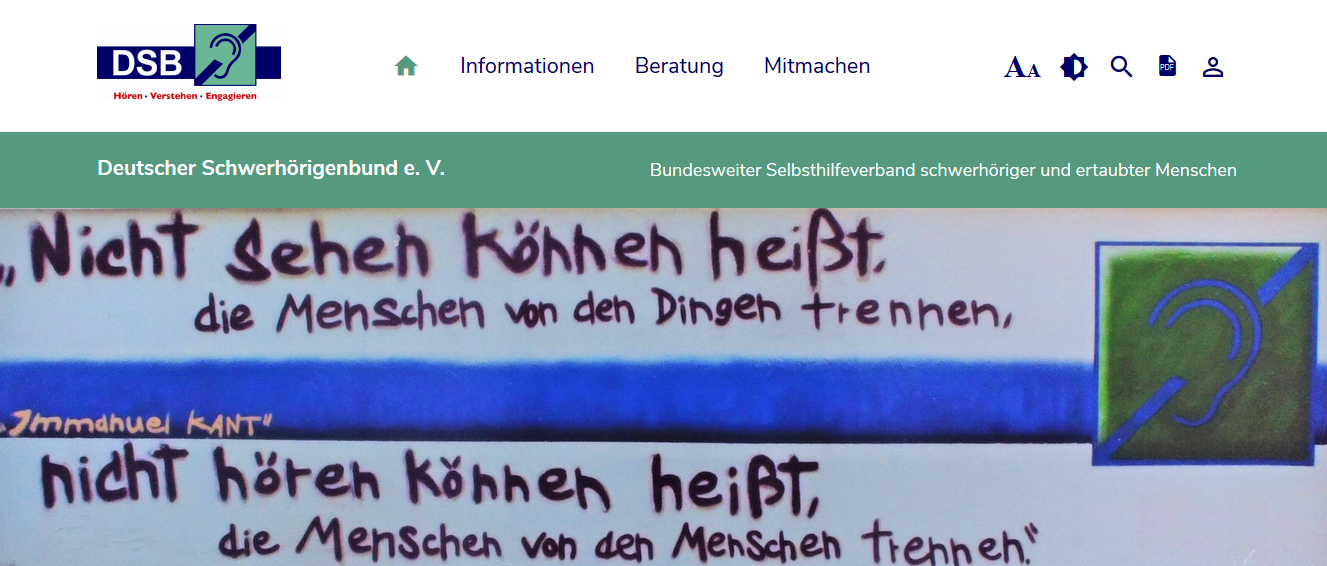 DSB
Hören · Verstehen · Engagieren
Informationen Beratung Mitmachen
AA
PDF
Deutscher Schwerhörigenbund e. V.
Bundesweiter Selbsthilfeverband schwerhöriger und ertaubter Menschen
„Nicht sehen können heißt,
die Menschen von den Dingen trennen,
„Immanuel KANT"
nicht hören können heißt,
die Menschen von den Menschen trennen."